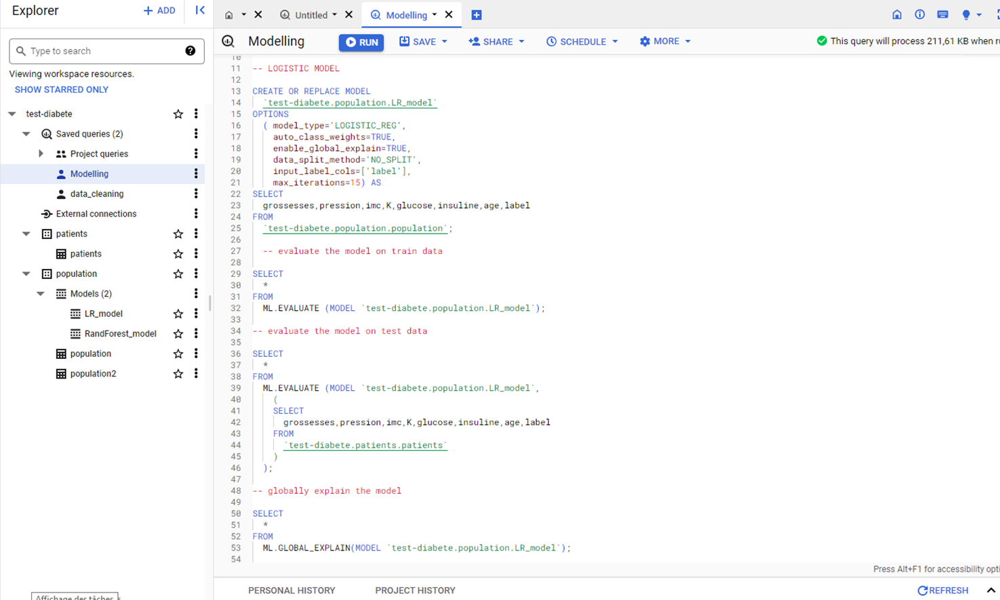 Explorer
+ ADD
Untitled
Modelling
Type to search
Viewing workspace resources.
SHOW STARRED ONLY
test-diabete
Saved queries (2)
Project queries
Modelling
data_cleaning
External connections
patients
patients
population
Models (2)
LR_model
RandForest_model
population
population2
Affichage des tâches
Modelling
RUN
SAVE
SHARE
SCHEDULE
MORE
This query will process 211,61 KB when
10
11 -- LOGISTIC MODEL
12
13 CREATE OR REPLACE MODEL
14 `test-diabete.population.LR_model`
15 OPTIONS
16 ( model_type='LOGISTIC_REG',
17 auto_class_weights=TRUE,
18 enable_global_explain=TRUE,
19 data_split_method='NO_SPLIT',
20 input_label_cols=['label'],
21 max_iterations=15) AS
22 SELECT
23 grossesses,pression,imc,K,glucose,insuline,age,label
24 FROM
25 `test-diabete.population.population`;
26
27 -- evaluate the model on train data
28
29 SELECT
30 *
31 FROM
32 ML.EVALUATE (MODEL `test-diabete.population.LR_model`);
33
34 -- evaluate the model on test data
35
36 SELECT
37 *
38 FROM
39 ML.EVALUATE (MODEL `test-diabete.population.LR_model`,
40 (
41 SELECT
42 grossesses,pression,imc,K,glucose,insuline,age,label
43 FROM
44 `test-diabete.patients.patients`
45 )
46 );
47
48 -- globally explain the model
49
50 SELECT
51 *
52 FROM
53 ML.GLOBAL_EXPLAIN(MODEL `test-diabete.population.LR_model`);
54
Press Alt+F1 for accessibility opti
PERSONAL HISTORY
PROJECT HISTORY
REFRESH